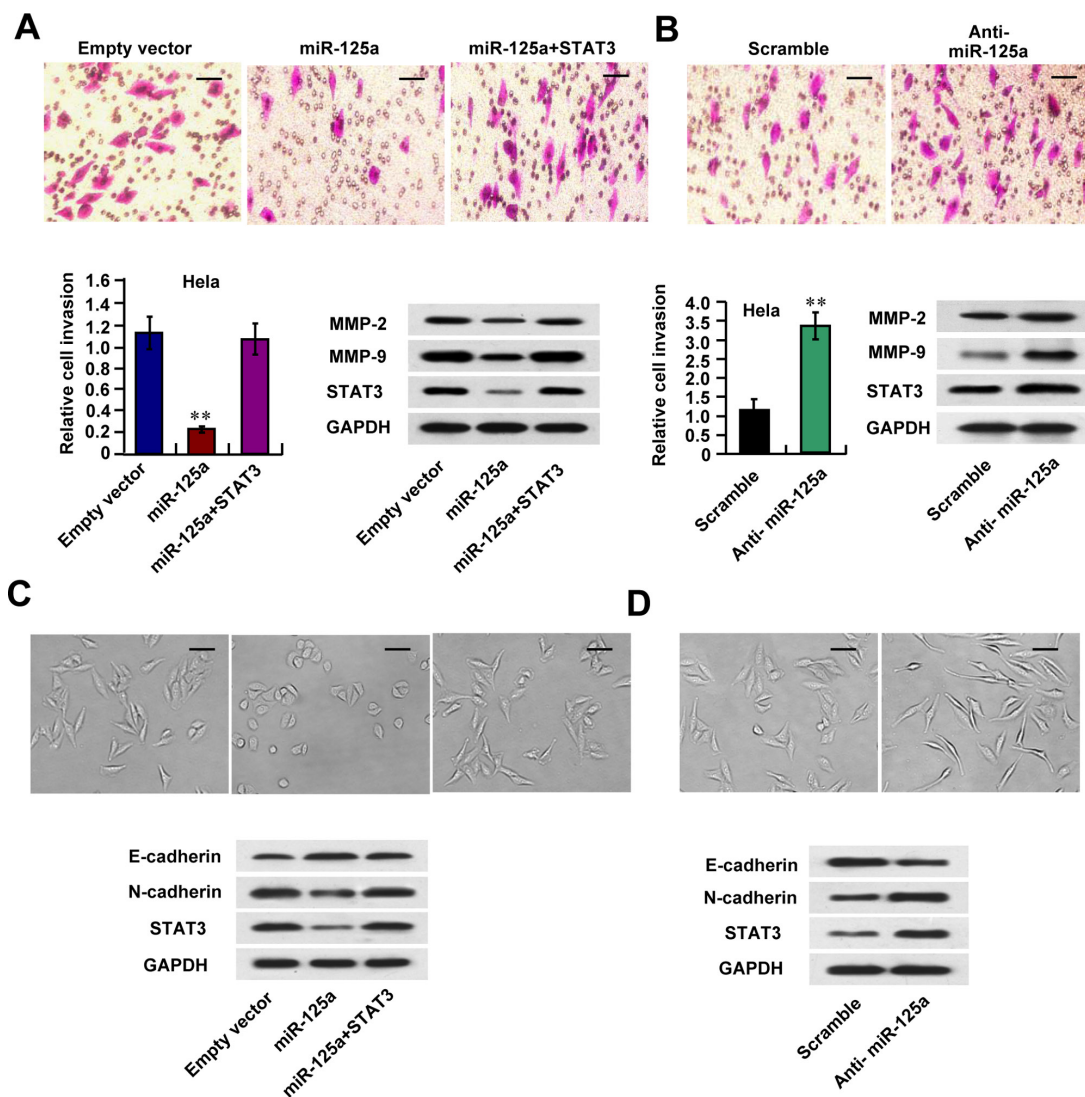 A
Empty vector
miR-125a
miR-125a+STAT3
Relative cell invasion
1.6
1.4
1.2
1.0
0.8
0.6
0.4
0.2
Hela
**
Empty vector
miR-125a
miR-125a+STAT3
MMP-2
MMP-9
STAT3
GAPDH
Empty vector
miR-125a
miR-125a+STAT3
B
Scramble
Anti-
miR-125a
Relative cell invasion
4.0
3.5
3.0
2.5
2.0
1.5
1.0
0.5
0
Hela
**
Scramble
Anti- miR-125a
MMP-2
MMP-9
STAT3
GAPDH
Scramble
Anti- miR-125a
C
E-cadherin
N-cadherin
STAT3
GAPDH
Empty vector
miR-125a
miR-125a+STAT3
D
E-cadherin
N-cadherin
STAT3
GAPDH
Scramble
Anti- miR-125a